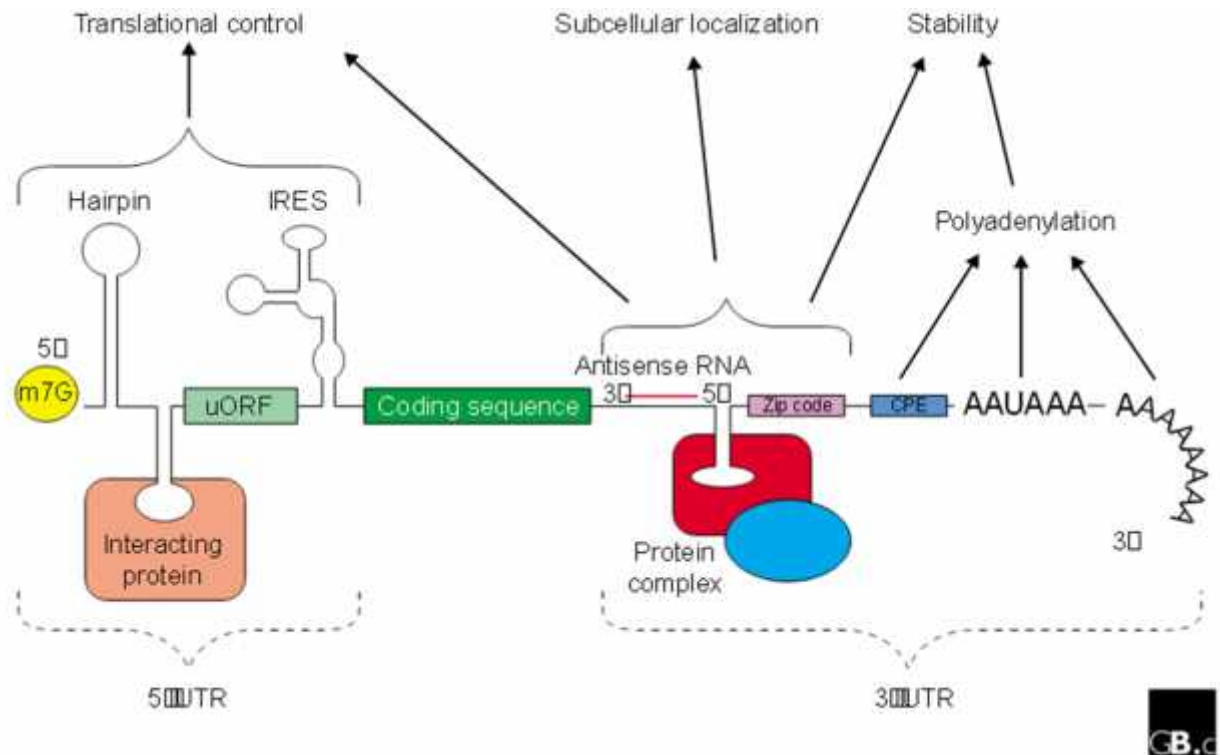 Translational control
Subcellular localization
Stability
Hairpin
IRES
Polyadenylation
5□
m7G
uORF
Coding sequence
Antisense RNA
3□
5□
Zip code
CPE
AAUAAA–
AAAAAAAA
Interacting
protein
Protein
complex
3□
5□□UTR
3□□UTR
GB.c